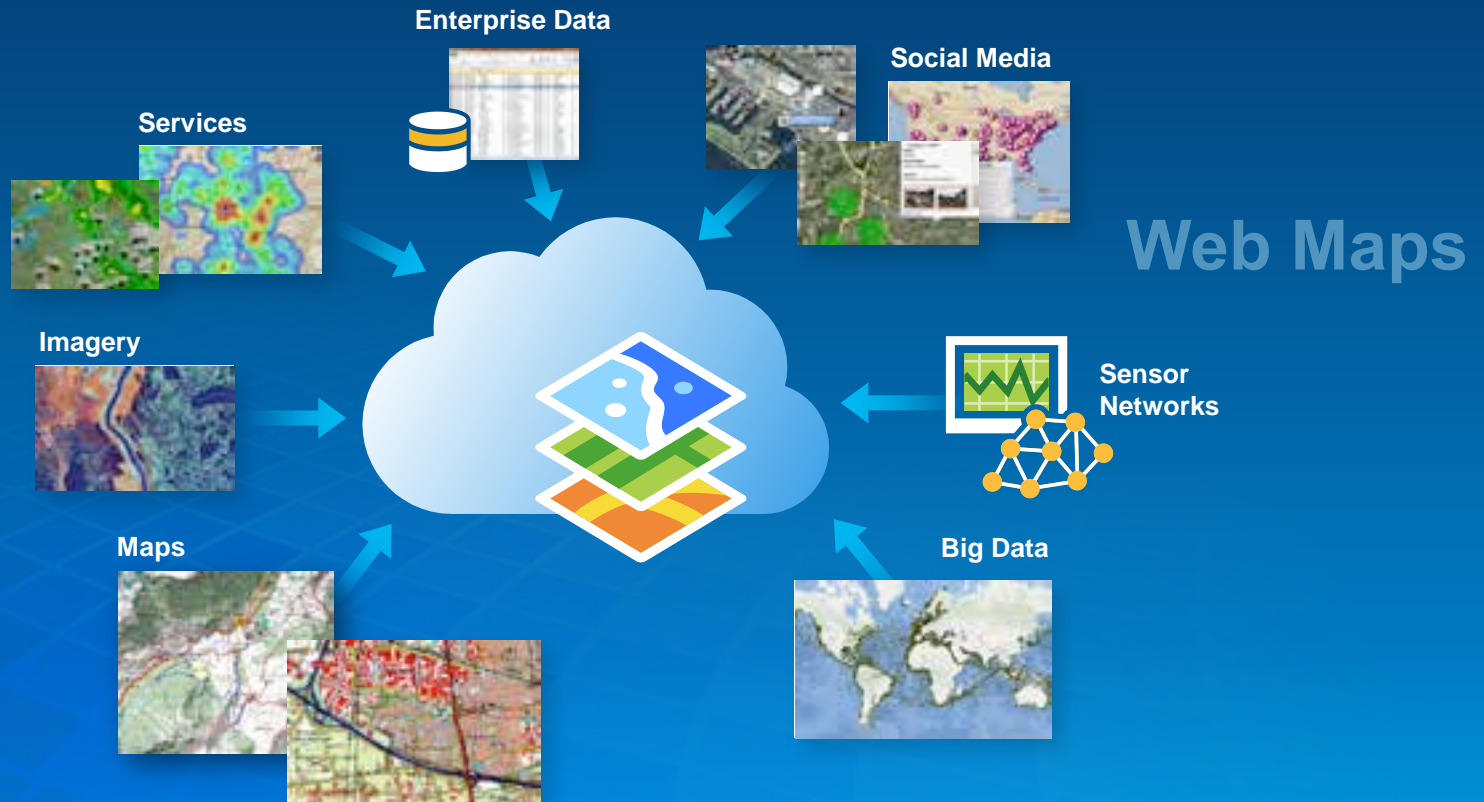 Enterprise Data
Social Media
Services
Web Maps
Imagery
Sensor
Networks
Maps
Big Data